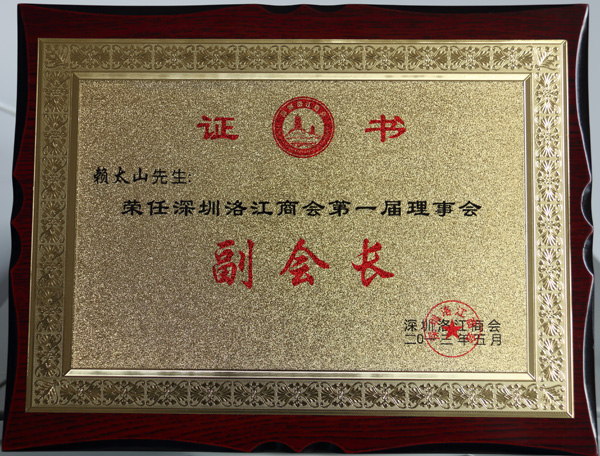 证 书
赖太山先生:
荣任深圳洛江商会第一届理事会
副会长
深圳洛江商会
二〇一三年五月